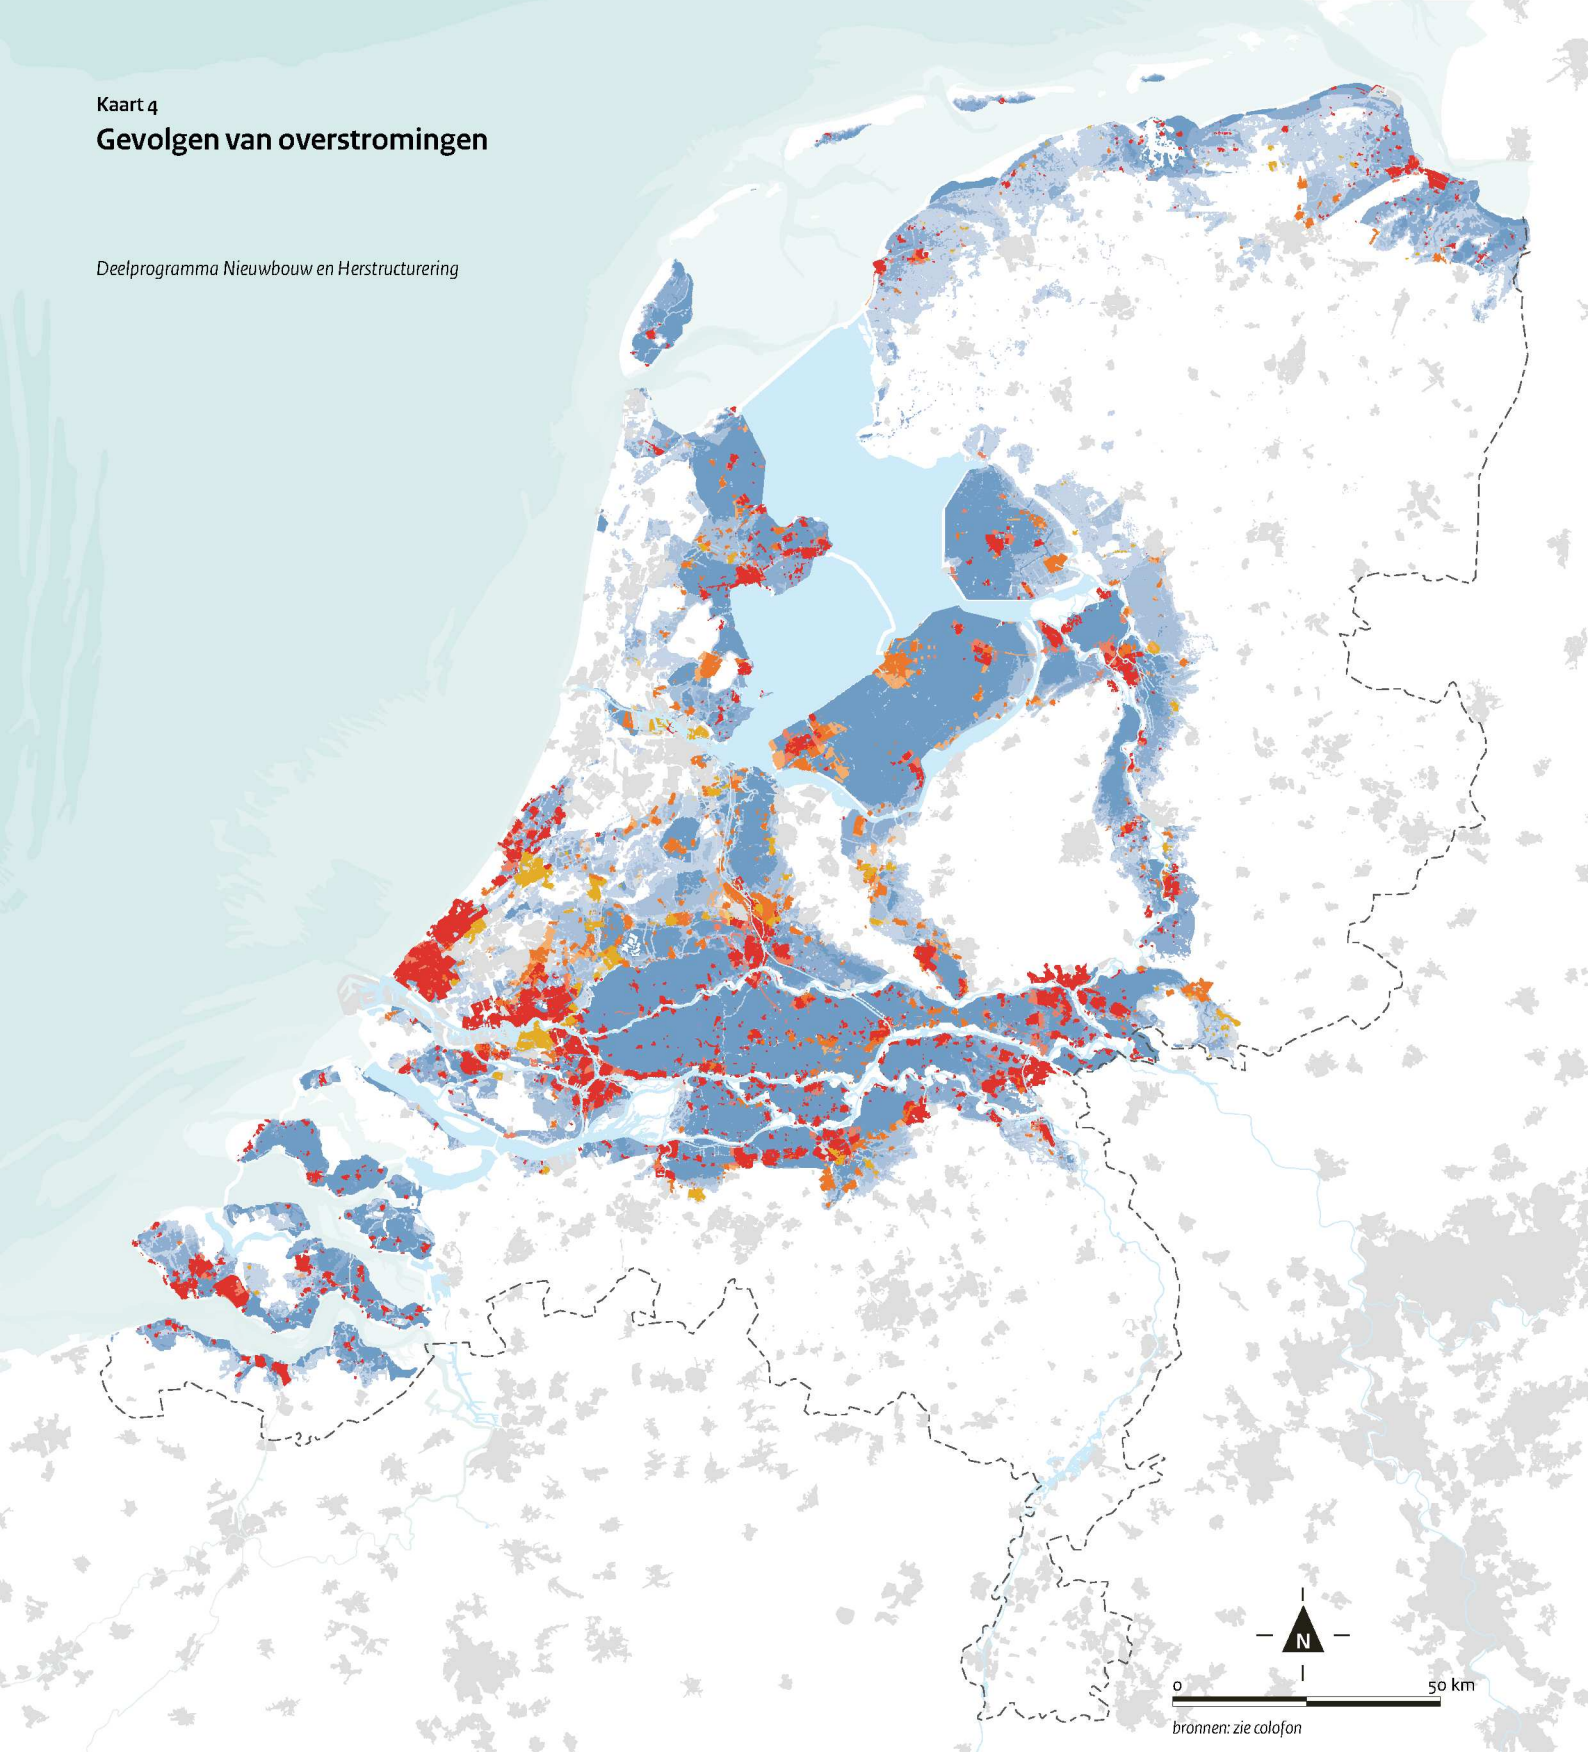 Kaart 4
Gevolgen van overstromingen
Deelprogramma Nieuwbouw en Herstructurering
N
0 50 km
bronnen: zie colofon